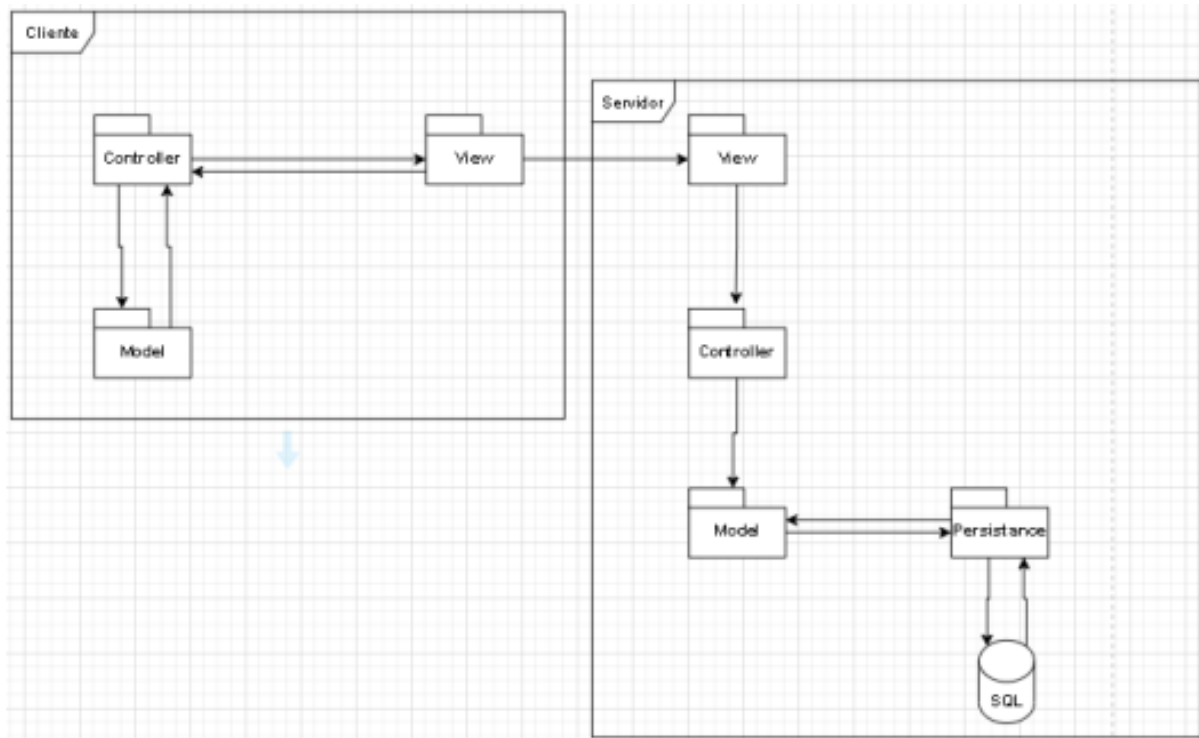 Cliente
Servidor
Controller
View
View
Model
Controller
Model
Persistance
SQL